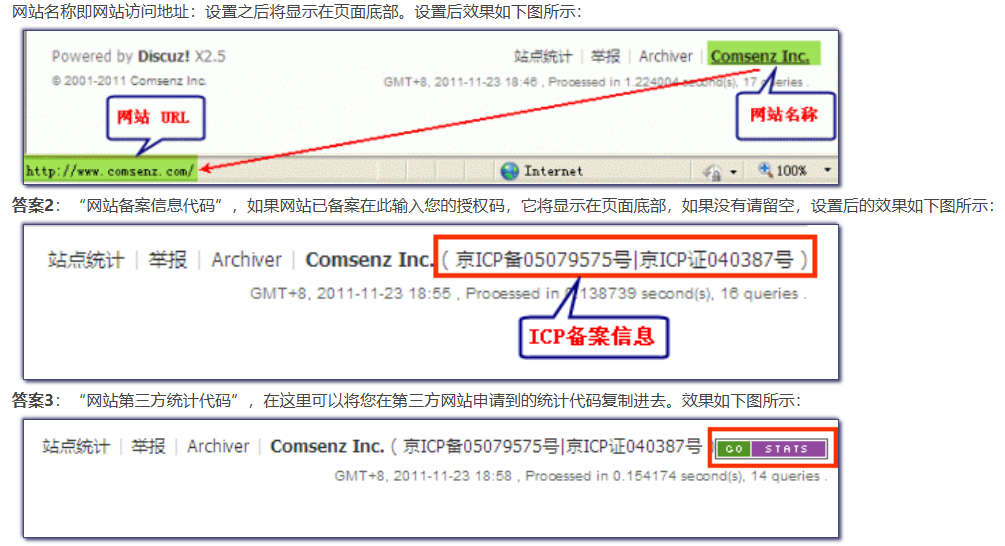 网站名称即网站访问地址：设置之后将显示在页面底部。设置后效果如下图所示：
Powered by Discuz! X2.5
站点统计 | 举报 | Archiver | Comsenz Inc.
© 2001-2011 Comsenz Inc.
GMT+8, 2011-11-23 18:46 , Processed in 1.224004 second(s), 17 queries .
网站 URL
网站名称
http://www.comsenz.com/
Internet
100%
答案2：“网站备案信息代码”，如果网站已备案在此输入您的授权码，它将显示在页面底部，如果没有请留空，设置后的效果如下图所示：
站点统计 | 举报 | Archiver | Comsenz Inc. ( 京ICP备05079575号|京ICP证040387号 )
GMT+8, 2011-11-23 18:55 , Processed in 0.138739 second(s), 16 queries .
ICP备案信息
答案3：“网站第三方统计代码”，在这里可以将您在第三方网站申请到的统计代码复制进去。效果如下图所示：
站点统计 | 举报 | Archiver | Comsenz Inc. ( 京ICP备05079575号|京ICP证040387号 )
GO STATS
GMT+8, 2011-11-23 18:58 , Processed in 0.154174 second(s), 14 queries .